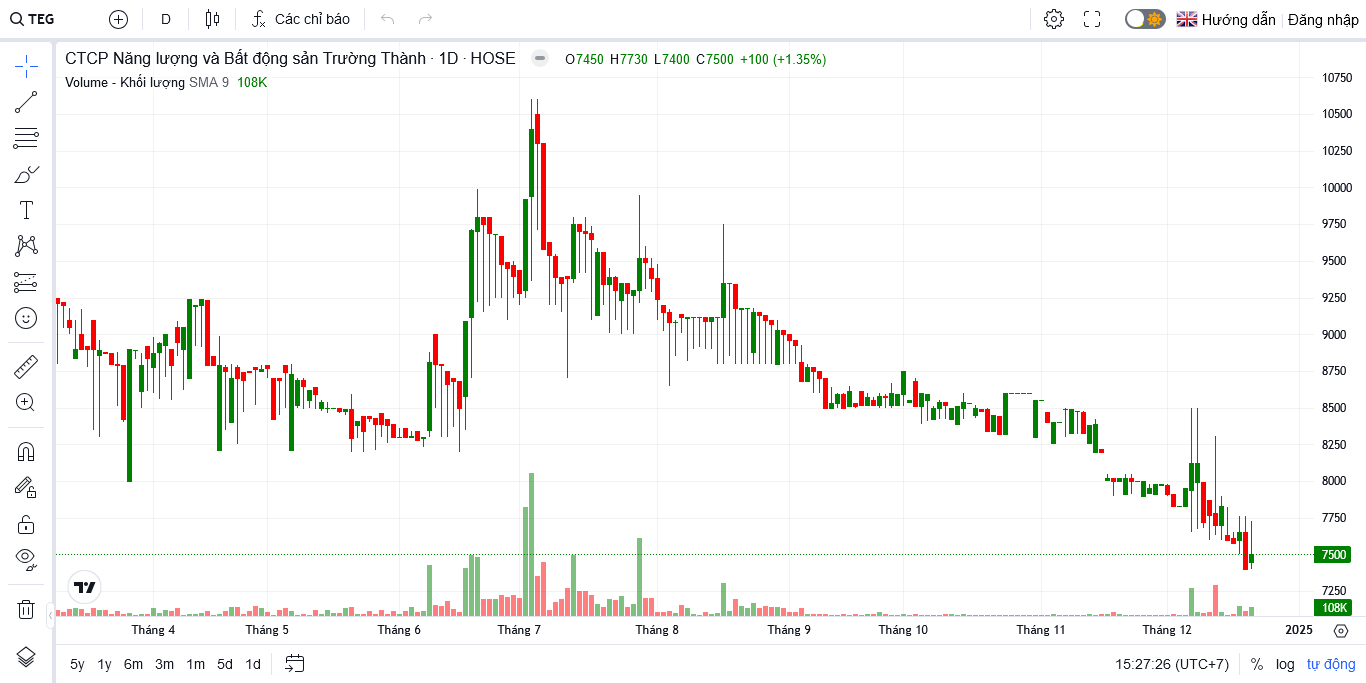 TEG D Các chỉ báo Hướng dẫn Đăng nhập
CTCP Năng lượng và Bất động sản Trường Thành · 1D · HOSE O7450 H7730 L7400 C7500 +100 (+1.35%)
Volume - Khối lượng SMA 9 108K
10750
10500
10250
10000
9750
9500
9250
9000
8750
8500
8250
8000
7750
7500
7250
108K
Tháng 4 Tháng 5 Tháng 6 Tháng 7 Tháng 8 Tháng 9 Tháng 10 Tháng 11 Tháng 12 2025
5y 1y 6m 3m 1m 5d 1d 15:27:26 (UTC+7) % log tự động